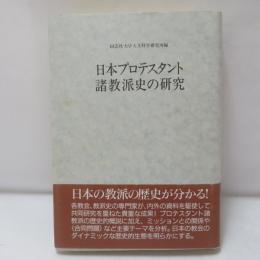 同志社大学人文科学研究所編
日本プロテスタント
諸教派史の研究
日本の教派の歴史が分かる!
各教会、教派史の専門家が、内外の資料を駆使して
共同研究を重ねた貴重な成果! プロテスタント諸
教派の歴史的概説に加え、ミッションとの関係や
〈合同問題〉など主要テーマを分析。日本の教会の
ダイナミックな歴史的生態を明らかにする。